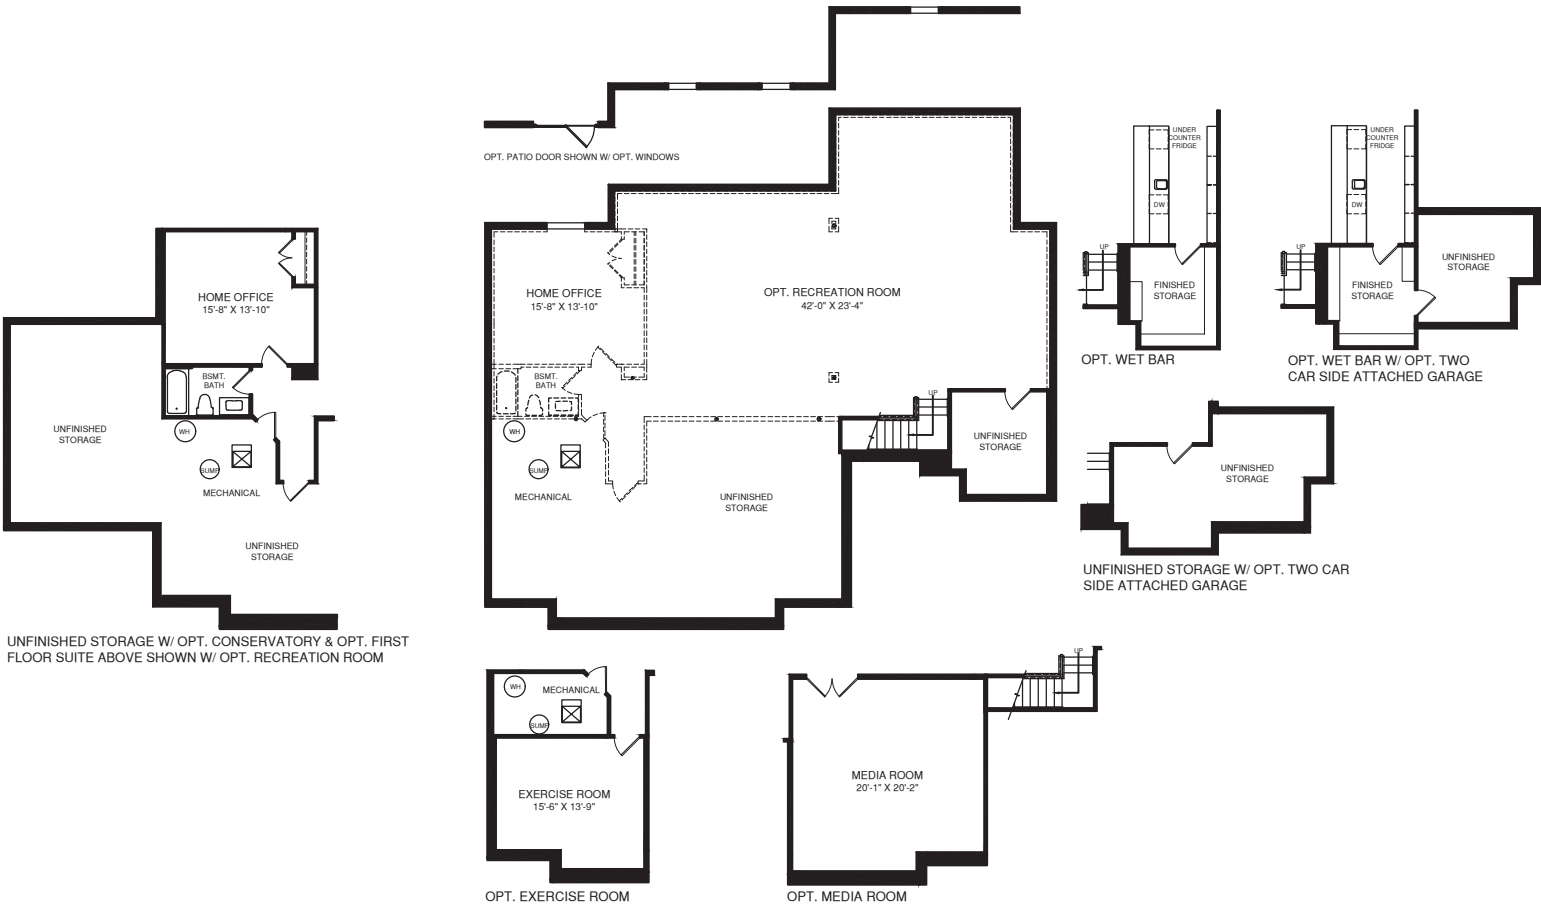 OPT. PATIO DOOR SHOWN W/ OPT. WINDOWS
HOME OFFICE
15'-8" X 13'-10"
BSMT.
BATH
UNFINISHED
STORAGE
WH
SUMP
MECHANICAL
UNFINISHED
STORAGE
UNFINISHED STORAGE W/ OPT. CONSERVATORY & OPT. FIRST
FLOOR SUITE ABOVE SHOWN W/ OPT. RECREATION ROOM
HOME OFFICE
15'-8" X 13'-10"
OPT. RECREATION ROOM
42'-0" X 23'-4"
BSMT.
BATH
WH
SUMP
MECHANICAL
UP
UNFINISHED
STORAGE
UNFINISHED
STORAGE
UNDER
COUNTER
FRIDGE
DW
UP
FINISHED
STORAGE
OPT. WET BAR
UNDER
COUNTER
FRIDGE
DW
UP
FINISHED
STORAGE
UNFINISHED
STORAGE
OPT. WET BAR W/ OPT. TWO
CAR SIDE ATTACHED GARAGE
UNFINISHED
STORAGE
UNFINISHED STORAGE W/ OPT. TWO CAR
SIDE ATTACHED GARAGE
WH
MECHANICAL
SUMP
EXERCISE ROOM
15'-6" X 13'-9"
OPT. EXERCISE ROOM
UP
MEDIA ROOM
20'-1" X 20'-2"
OPT. MEDIA ROOM